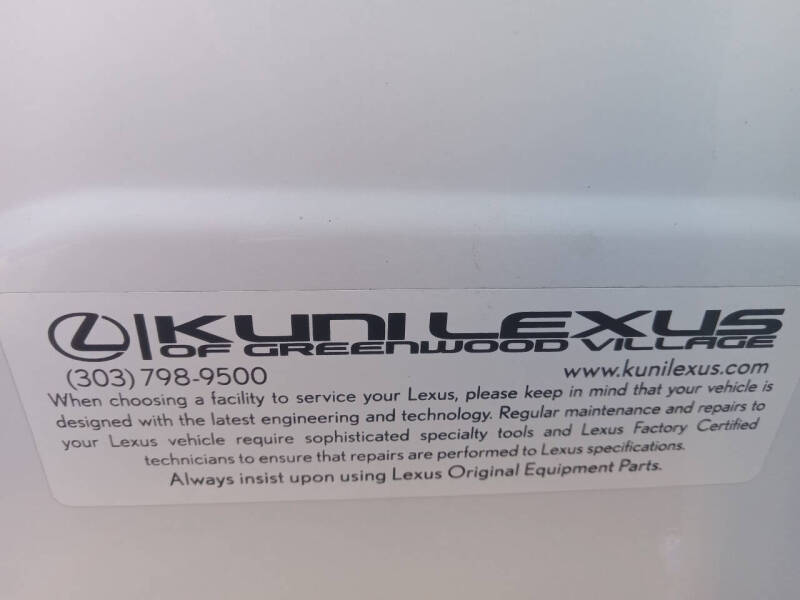 KUNI LEXUS
OF GREENWOOD VILLAGE
(303) 798-9500 www.kunilexus.com
When choosing a facility to service your Lexus, please keep in mind that your vehicle is
designed with the latest engineering and technology. Regular maintenance and repairs to
your Lexus vehicle require sophisticated specialty tools and Lexus Factory Certified
technicians to ensure that repairs are performed to Lexus specifications.
Always insist upon using Lexus Original Equipment Parts.